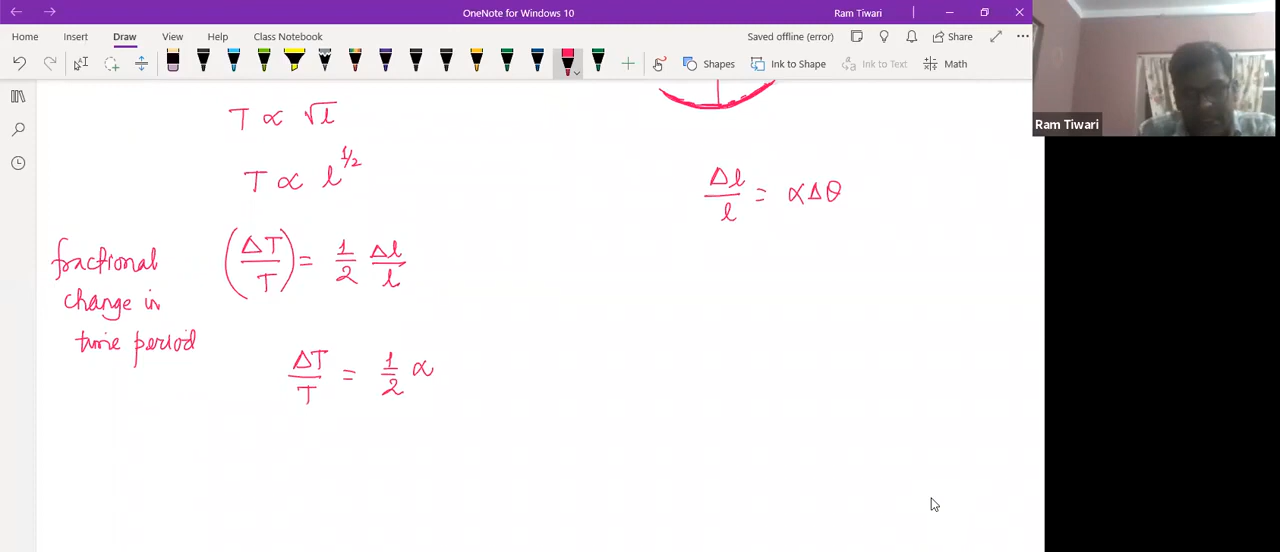 OneNote for Windows 10
Ram Tiwari
Home Insert Draw View Help Class Notebook
Saved offline (error)
Share
Shapes
Ink to Shape
Ink to Text
Math
Ram Tiwari
T ∝ √l
T ∝ l^1/2
Δl/l = αΔθ
fractional change in time period
(ΔT/T) = 1/2 Δl/l
ΔT/T = 1/2 α